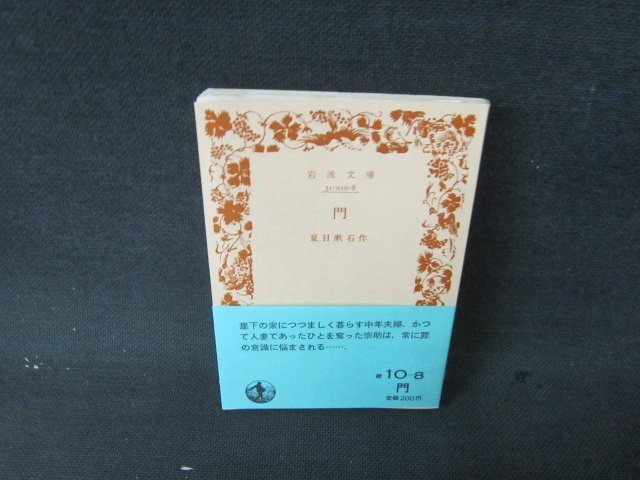 岩波文庫
31-010-8
門
夏目漱石作
崖下の家につつましく暮らす中年夫婦．かつ
て人妻であったひとを奪った宗助は，常に罪
の意識に悩まされる……．
緑 10-8
門
定価200円